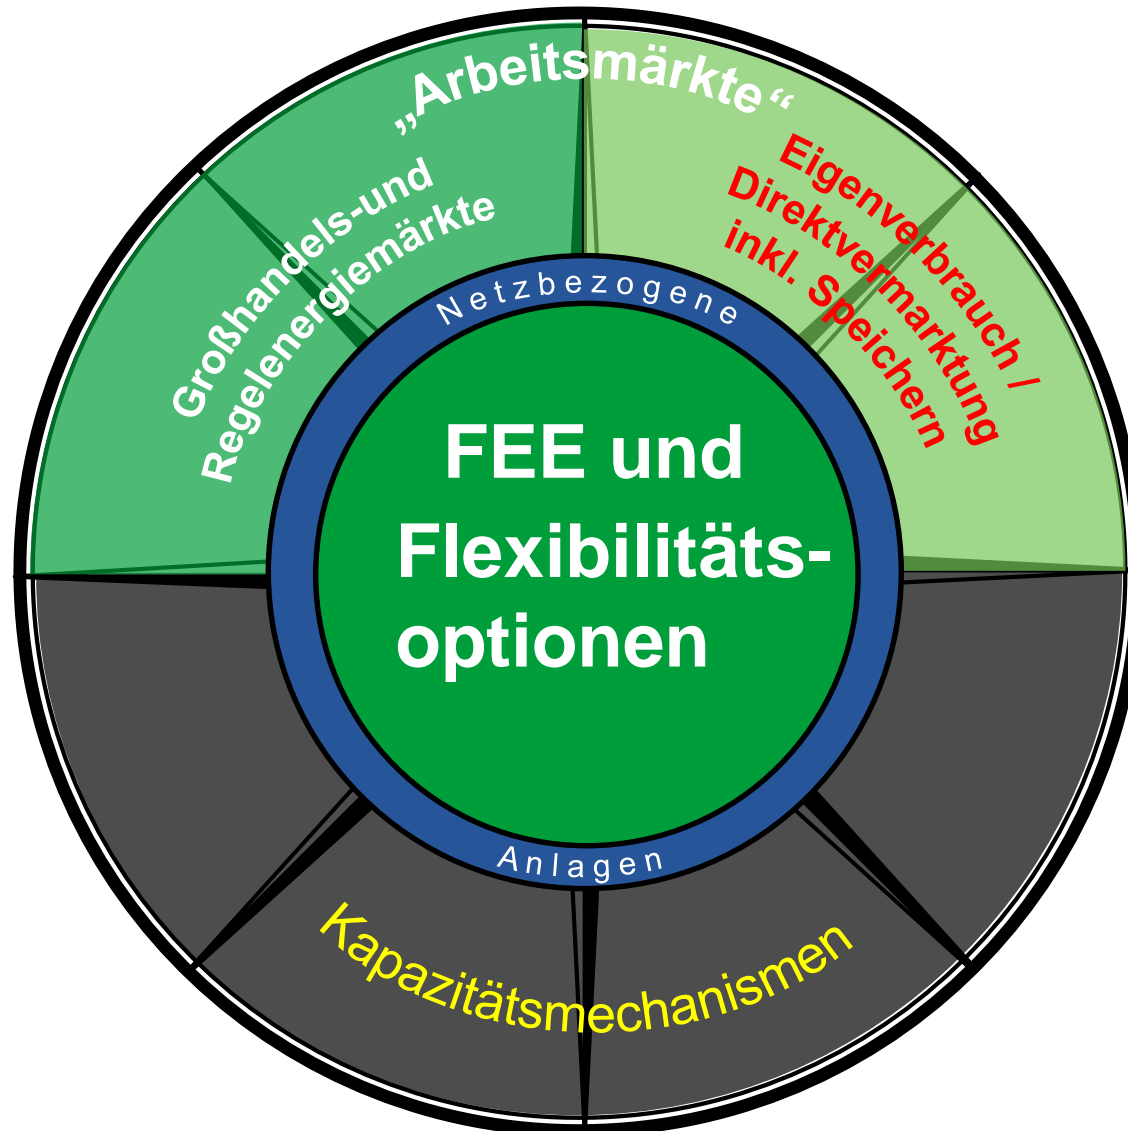 „Arbeitsmärkte“
Großhandels-und
Regelenergiemärkte
Eigenverbrauch /
Direktvermarktung
inkl. Speichern
Netzbezogene
FEE und
Flexibilitäts-
optionen
Anlagen
Kapazitätsmechanismen